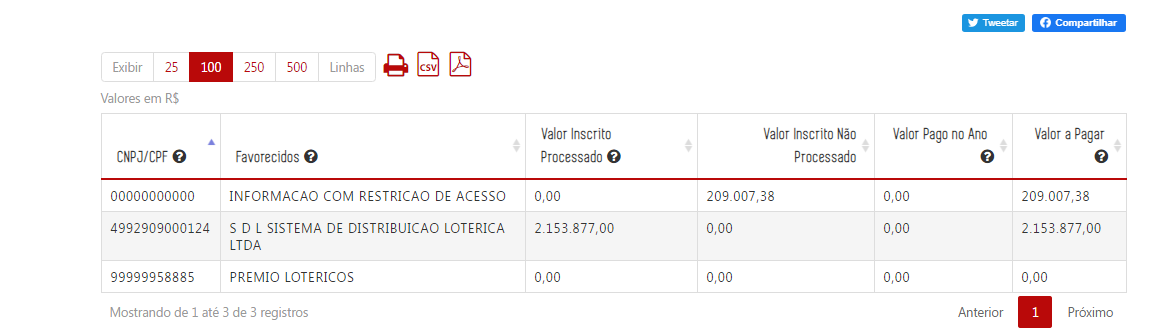 Tweetar
Compartilhar
Exibir 25 100 250 500 Linhas CSV
Valores em R$
CNPJ/CPF ? Favorecidos ? Valor Inscrito Processado ? Valor Inscrito Não Processado Valor Pago no Ano ? Valor a Pagar ?
00000000000 INFORMACAO COM RESTRICAO DE ACESSO 0,00 209.007,38 0,00 209.007,38
4992909000124 S D L SISTEMA DE DISTRIBUICAO LOTERICA 2.153.877,00 0,00 0,00 2.153.877,00
LTDA
99999958885 PREMIO LOTERICOS 0,00 0,00 0,00 0,00
Mostrando de 1 até 3 de 3 registros Anterior 1 Próximo